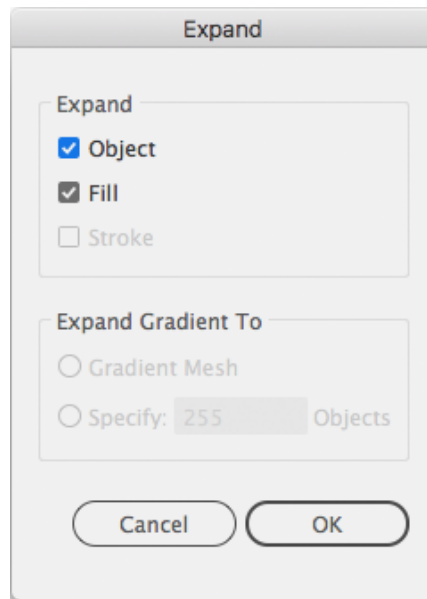 Expand
Expand
Object
Fill
Stroke
Expand Gradient To
Gradient Mesh
Specify: 255 Objects
Cancel OK